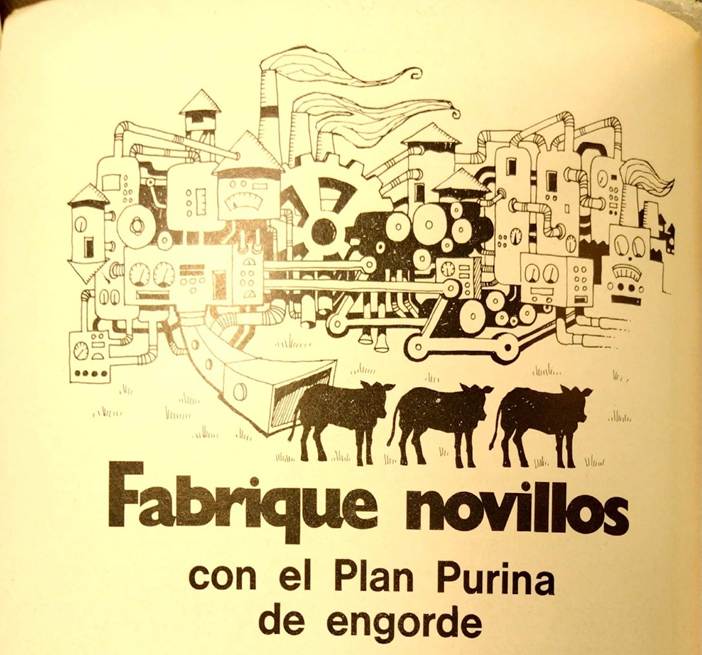 Fabrique novillos
con el Plan Purina
de engorde